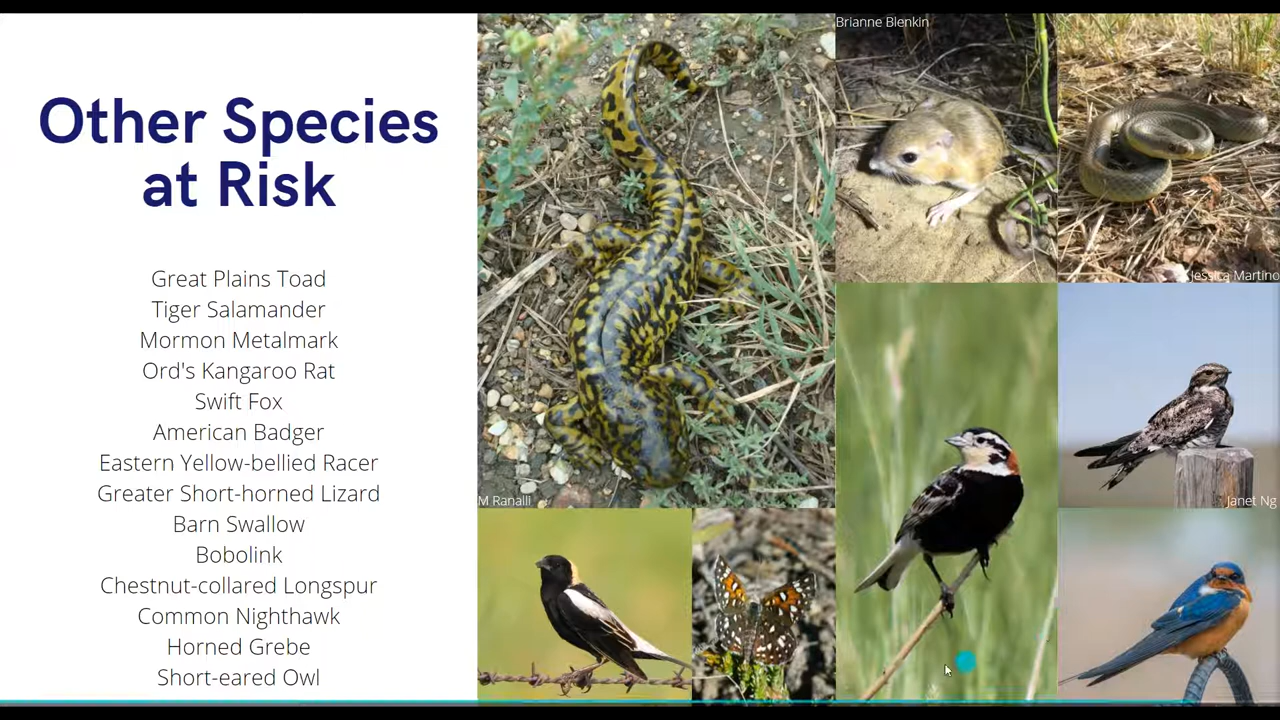 Other Species
at Risk
Great Plains Toad
Tiger Salamander
Mormon Metalmark
Ord's Kangaroo Rat
Swift Fox
American Badger
Eastern Yellow-bellied Racer
Greater Short-horned Lizard
Barn Swallow
Bobolink
Chestnut-collared Longspur
Common Nighthawk
Horned Grebe
Short-eared Owl
M Ranalli
Brianne Blenkin
Jessica Martino
Janet Ng